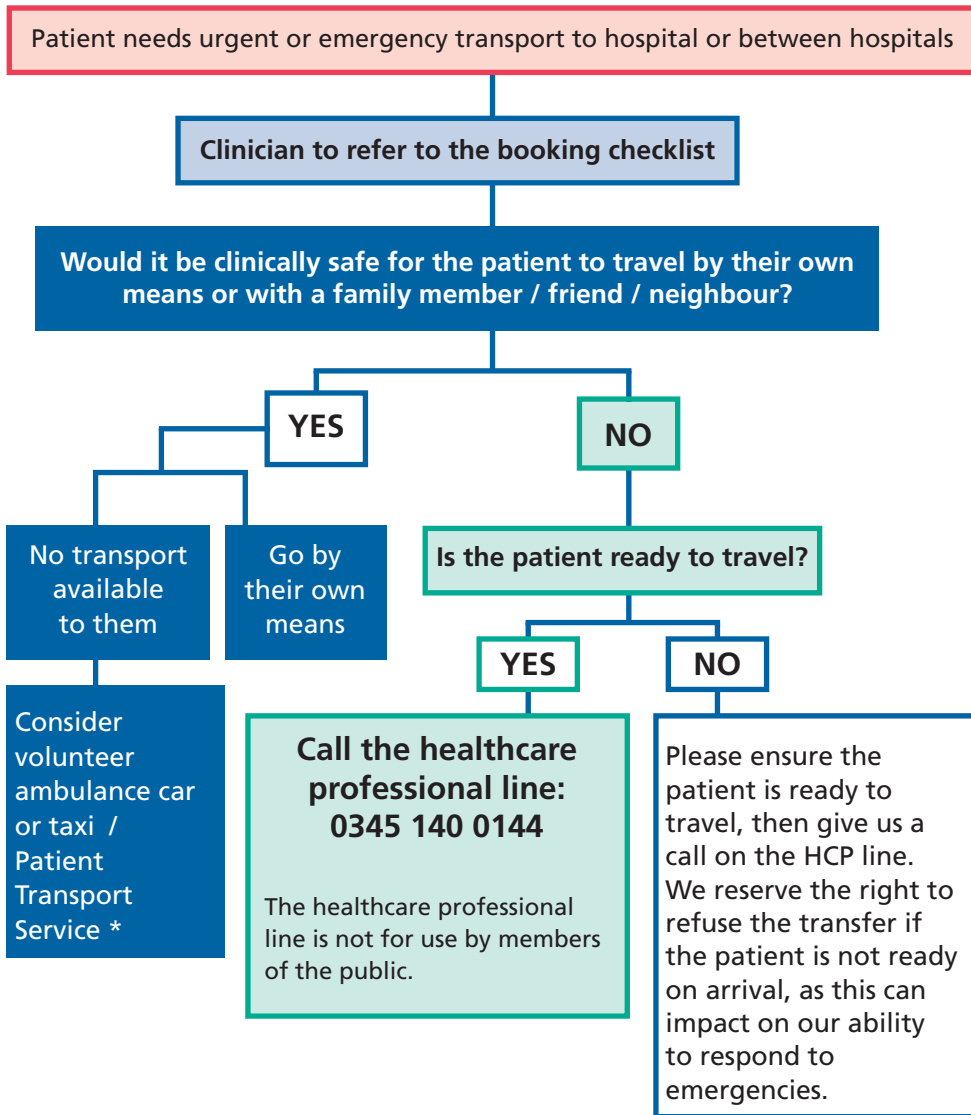 Patient needs urgent or emergency transport to hospital or between hospitals
Clinician to refer to the booking checklist
Would it be clinically safe for the patient to travel by their own
means or with a family member / friend / neighbour?
YES
NO
No transport
available
to them
Go by
their own
means
Is the patient ready to travel?
YES
NO
Consider
volunteer
ambulance car
or taxi /
Patient
Transport
Service *
Call the healthcare
professional line:
0345 140 0144
The healthcare professional
line is not for use by members
of the public.
Please ensure the
patient is ready to
travel, then give us a
call on the HCP line.
We reserve the right to
refuse the transfer if
the patient is not ready
on arrival, as this can
impact on our ability
to respond to
emergencies.